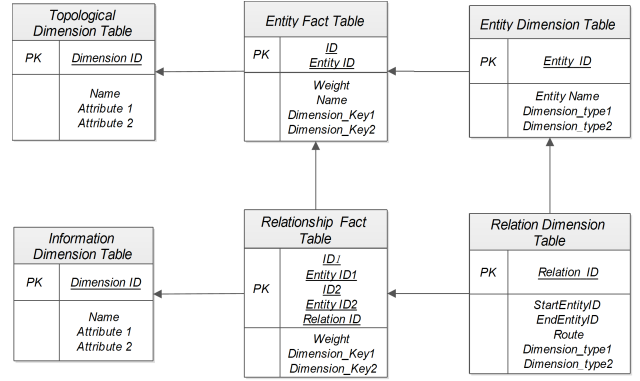 Topological
Dimension Table
PK
Dimension ID
Name
Attribute 1
Attribute 2
Entity Fact Table
PK
ID
Entity ID
Weight
Name
Dimension_Key1
Dimension_Key2
Entity Dimension Table
PK
Entity ID
Entity Name
Dimension_type1
Dimension_type2
Information
Dimension Table
PK
Dimension ID
Name
Attribute 1
Attribute 2
Relationship Fact
Table
PK
ID1
Entity ID1
ID2
Entity ID2
Relation ID
Weight
Dimension_Key1
Dimension_Key2
Relation Dimension
Table
PK
Relation ID
StartEntityID
EndEntityID
Route
Dimension_type1
Dimension_type2